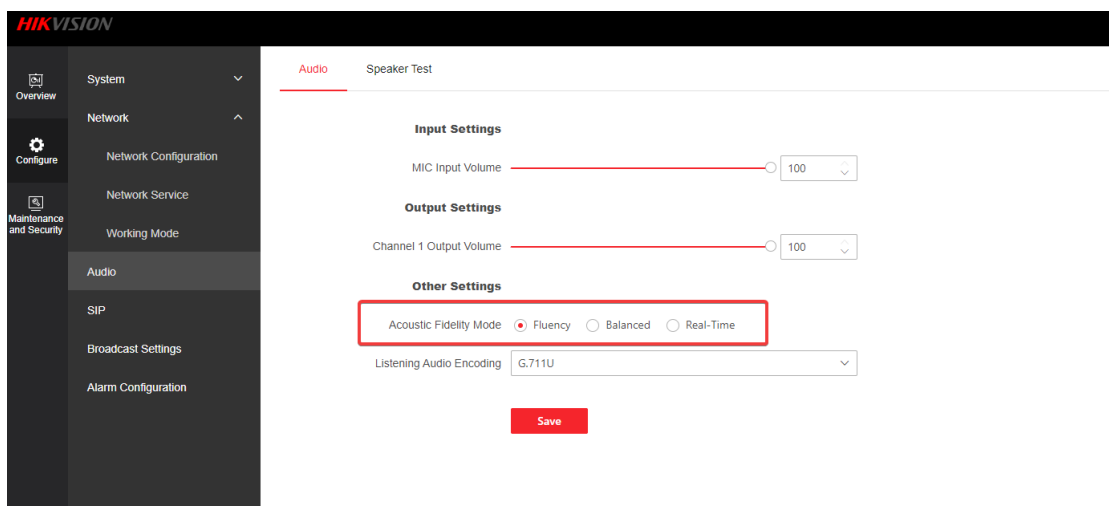 HIKVISION
Overview
Configure
Maintenance
and Security
System
Network
Network Configuration
Network Service
Working Mode
Audio
SIP
Broadcast Settings
Alarm Configuration
Audio Speaker Test
Input Settings
MIC Input Volume 100
Output Settings
Channel 1 Output Volume 100
Other Settings
Acoustic Fidelity Mode Fluency Balanced Real-Time
Listening Audio Encoding G.711U
Save